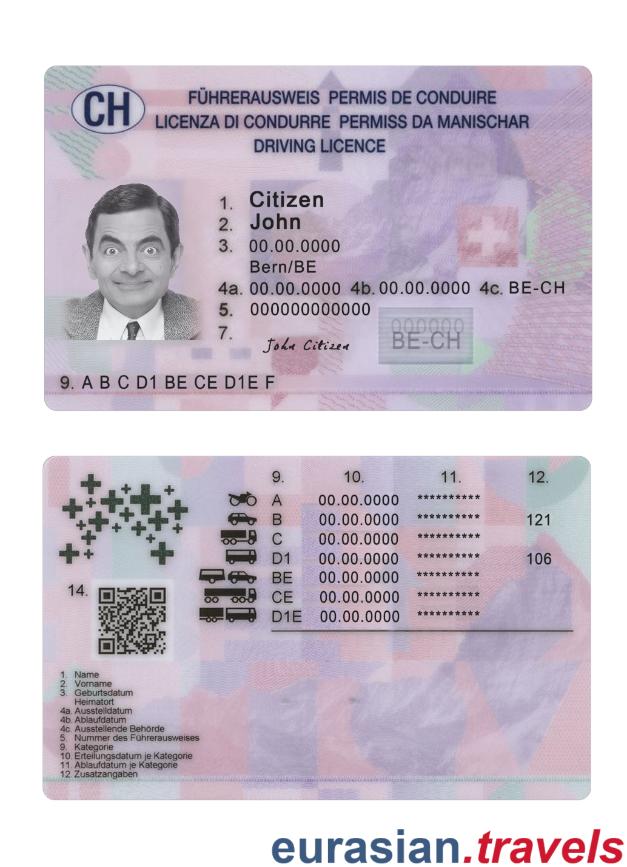 CH
FÜHRERAUSWEIS PERMIS DE CONDUIRE
LICENZA DI CONDURRE PERMISS DA MANISCHAR
DRIVING LICENCE
1. Citizen
2. John
3. 00.00.0000
Bern/BE
4a. 00.00.0000 4b. 00.00.0000 4c. BE-CH
5. 000000000000
7. John Citizen
000000
BE-CH
9. A B C D1 BE CE D1E F
9. 10. 11. 12.
A 00.00.0000 **********
B 00.00.0000 ********** 121
C 00.00.0000 **********
D1 00.00.0000 ********** 106
BE 00.00.0000 **********
CE 00.00.0000 **********
D1E 00.00.0000 **********
14.
1. Name
2. Vorname
3. Geburtsdatum
Heimatort
4a. Ausstelldatum
4b. Ablaufdatum
4c. Ausstellende Behörde
5. Nummer des Führerausweises
9. Kategorie
10. Erteilungsdatum je Kategorie
11. Ablaufdatum je Kategorie
12. Zusatzangaben
eurasian.travels